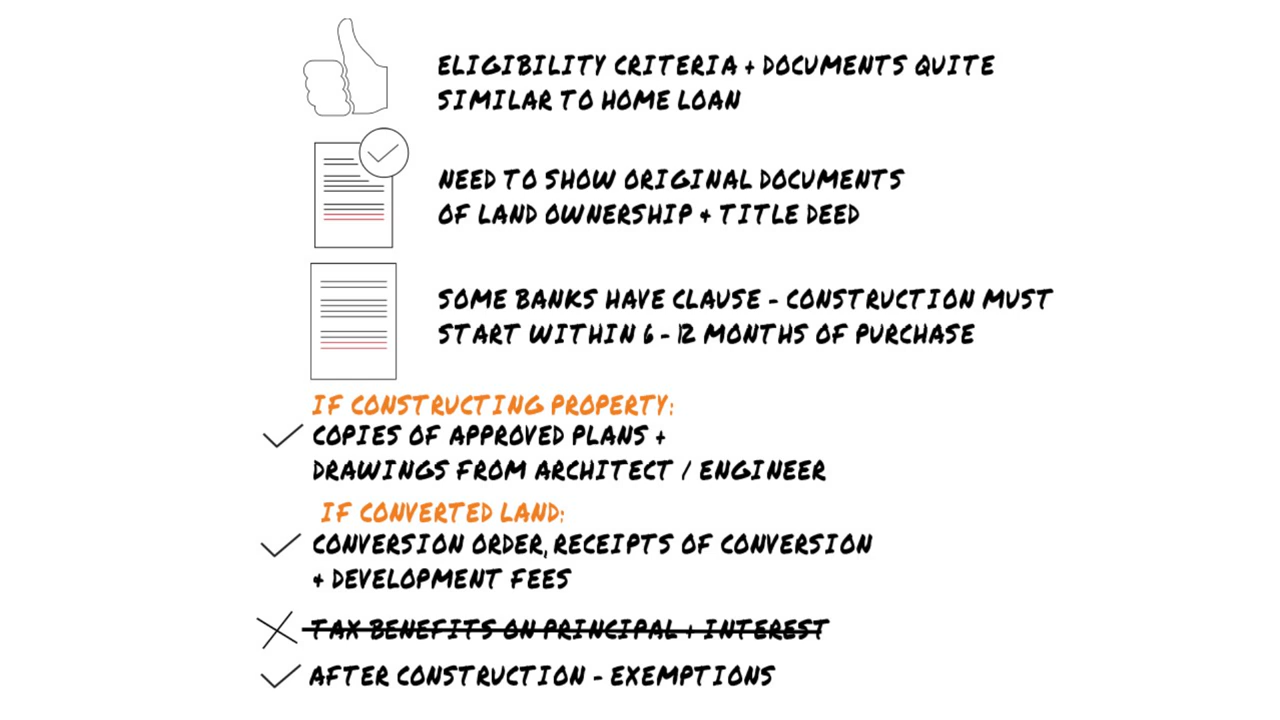 ELIGIBILITY CRITERIA + DOCUMENTS QUITE
SIMILAR TO HOME LOAN
NEED TO SHOW ORIGINAL DOCUMENTS
OF LAND OWNERSHIP + TITLE DEED
SOME BANKS HAVE CLAUSE - CONSTRUCTION MUST
START WITHIN 6 - 12 MONTHS OF PURCHASE
IF CONSTRUCTING PROPERTY:
COPIES OF APPROVED PLANS +
DRAWINGS FROM ARCHITECT / ENGINEER
IF CONVERTED LAND:
CONVERSION ORDER, RECEIPTS OF CONVERSION
+ DEVELOPMENT FEES
TAX BENEFITS ON PRINCIPAL + INTEREST
AFTER CONSTRUCTION - EXEMPTIONS